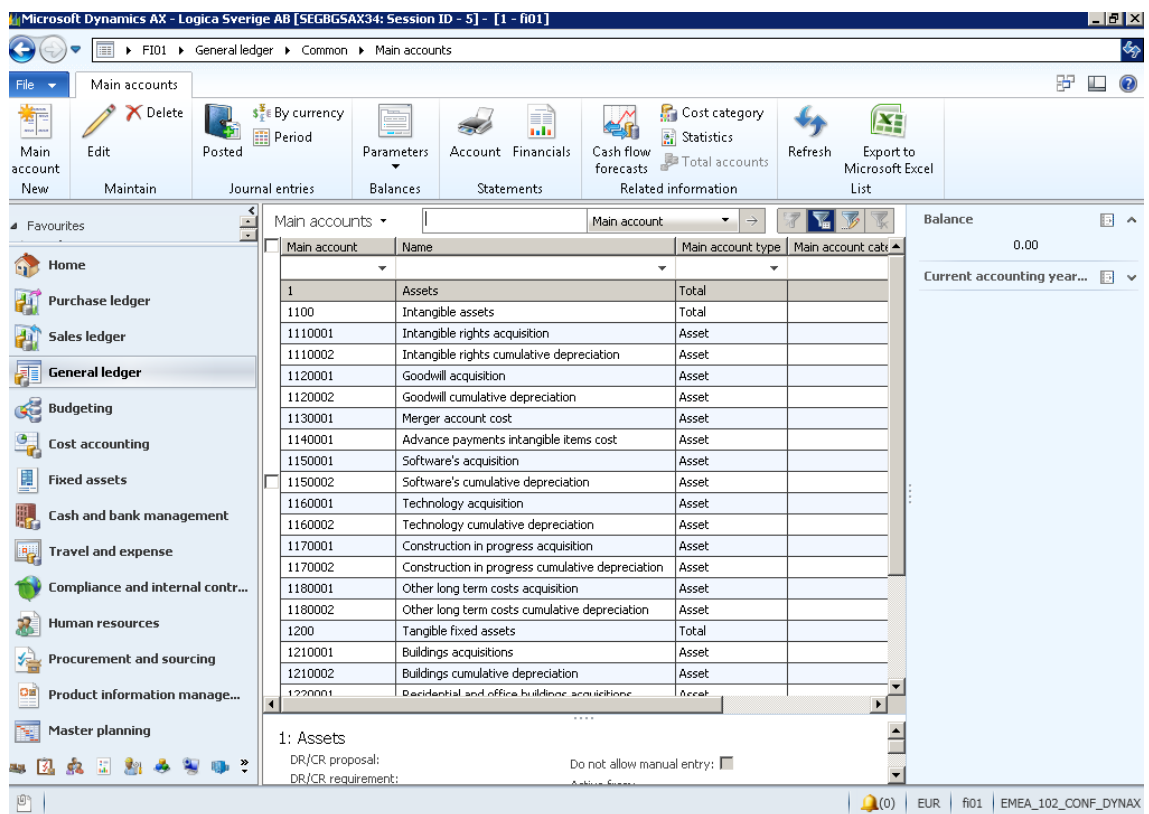 Microsoft Dynamics AX - Logica Sverige AB [SEGBGSAX34: Session ID - 5] - [1 - fi01]
FI01 General ledger Common Main accounts
File Main accounts
Main account
Edit
Delete
Posted
By currency
Period
Parameters
Account
Financials
Cash flow forecasts
Cost category
Statistics
Total accounts
Refresh
Export to Microsoft Excel
New Maintain Journal entries Balances Statements Related information List
Favourites
Home
Purchase ledger
Sales ledger
General ledger
Budgeting
Cost accounting
Fixed assets
Cash and bank management
Travel and expense
Compliance and internal contr...
Human resources
Procurement and sourcing
Product information manage...
Master planning
Main accounts Main account
Main account Name Main account type Main account cate
1 Assets Total
1100 Intangible assets Total
1110001 Intangible rights acquisition Asset
1110002 Intangible rights cumulative depreciation Asset
1120001 Goodwill acquisition Asset
1120002 Goodwill cumulative depreciation Asset
1130001 Merger account cost Asset
1140001 Advance payments intangible items cost Asset
1150001 Software's acquisition Asset
1150002 Software's cumulative depreciation Asset
1160001 Technology acquisition Asset
1160002 Technology cumulative depreciation Asset
1170001 Construction in progress acquisition Asset
1170002 Construction in progress cumulative depreciation Asset
1180001 Other long term costs acquisition Asset
1180002 Other long term costs cumulative depreciation Asset
1200 Tangible fixed assets Total
1210001 Buildings acquisitions Asset
1210002 Buildings cumulative depreciation Asset
1220001 Residential and office buildings acquisitions Asset
1: Assets
DR/CR proposal: Do not allow manual entry:
DR/CR requirement:
Balance
0.00
Current accounting year...
(0) EUR fi01 EMEA_102_CONF_DYNAX